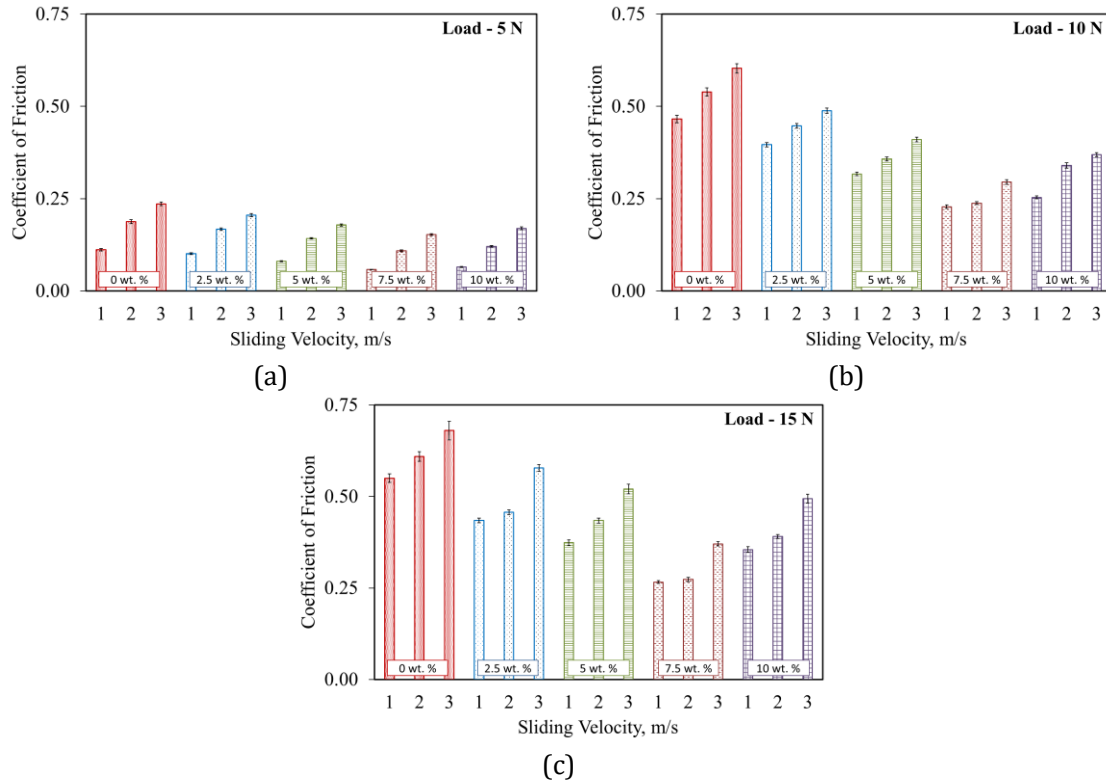 Load - 5 N
Coefficient of Friction
0.75
0.50
0.25
0.00
0 wt. % 2.5 wt. % 5 wt. % 7.5 wt. % 10 wt. %
1 2 3 1 2 3 1 2 3 1 2 3 1 2 3
Sliding Velocity, m/s
(a)
Load - 10 N
Coefficient of Friction
0.75
0.50
0.25
0.00
0 wt. % 2.5 wt. % 5 wt. % 7.5 wt. % 10 wt. %
1 2 3 1 2 3 1 2 3 1 2 3 1 2 3
Sliding Velocity, m/s
(b)
Load - 15 N
Coefficient of Friction
0.75
0.50
0.25
0.00
0 wt. % 2.5 wt. % 5 wt. % 7.5 wt. % 10 wt. %
1 2 3 1 2 3 1 2 3 1 2 3 1 2 3
Sliding Velocity, m/s
(c)